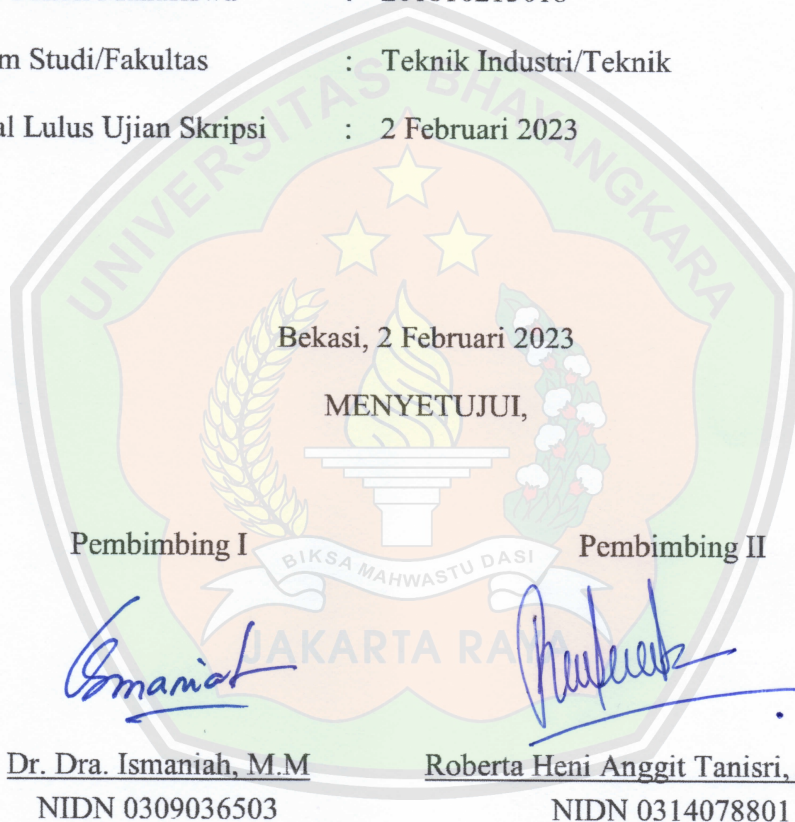 m Studi/Fakultas : Teknik Industri/Teknik
al Lulus Ujian Skripsi : 2 Februari 2023
UNIVERSITAS BHAYANGKARA
Bekasi, 2 Februari 2023
MENYETUJUI,
Pembimbing I Pembimbing II
BIKSA MAHWASTU DASI
JAKARTA RAYA
Ismaniah
Dr. Dra. Ismaniah, M.M Roberta Heni Anggit Tanisri,
NIDN 0309036503 NIDN 0314078801